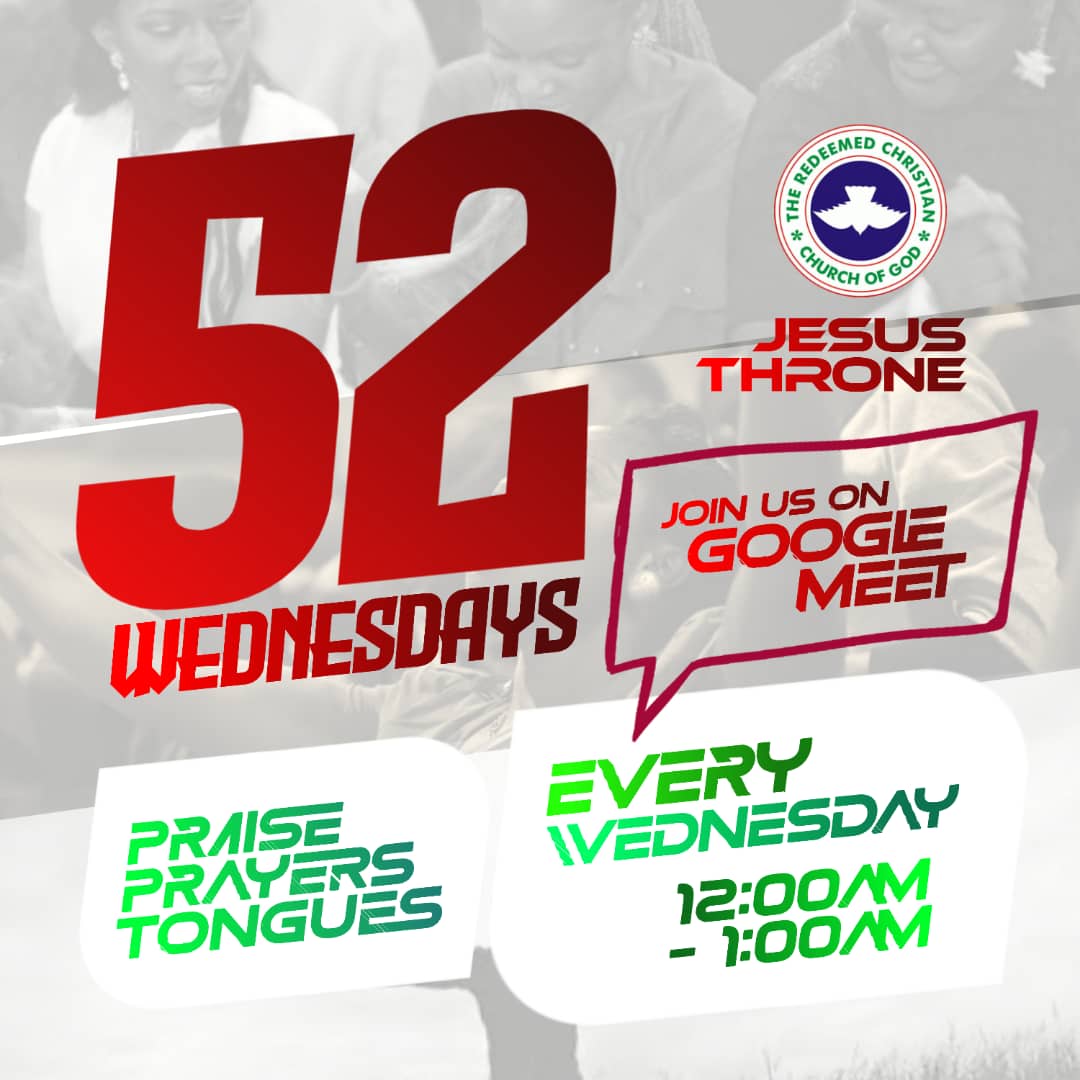 52
WEDNESDAYS
THE REDEEMED CHRISTIAN
* CHURCH OF GOD *
JESUS
THRONE
JOIN US ON
GOOGLE
MEET
PRAISE
PRAYERS
TONGUES
EVERY
WEDNESDAY
12:00AM
- 1:00AM